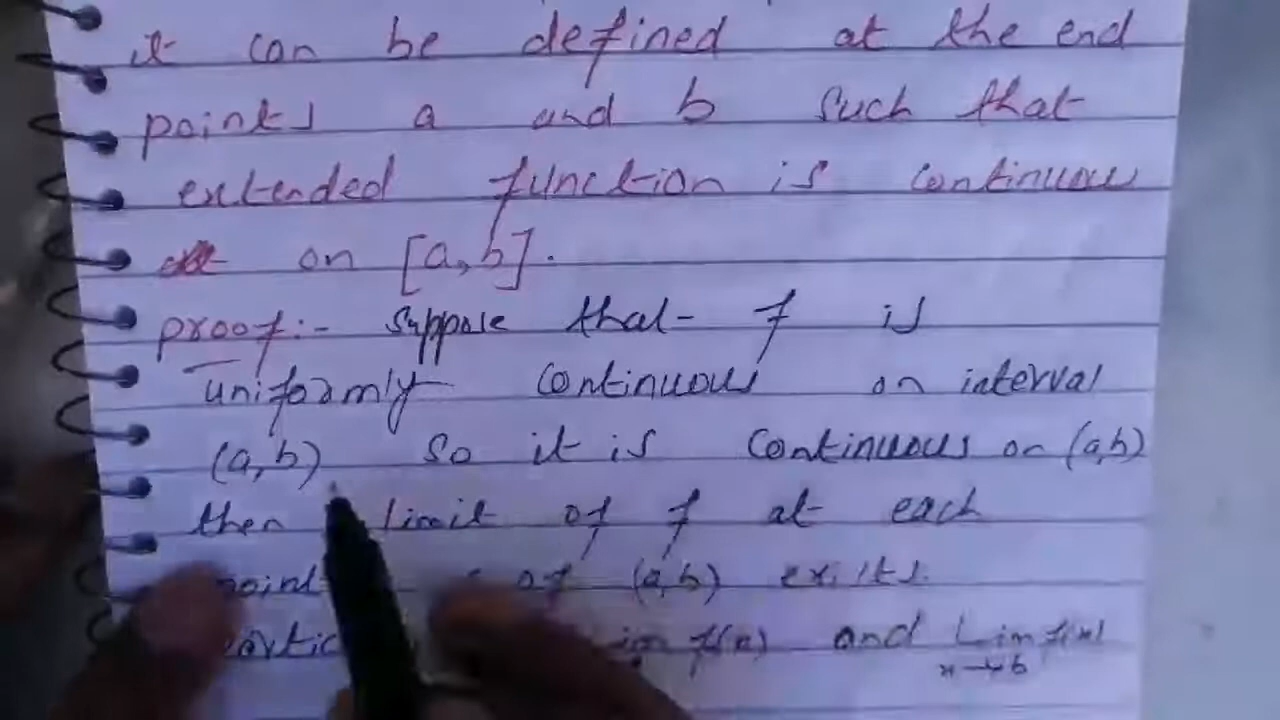 it can be defined at the end
points a and b such that
extended function is continuous
on [a,b].
proof:- Suppose that f is
uniformly continuous on interval
(a,b) so it is continuous on (a,b)
then limit of f at each
point of (a,b) exists.
f(x) and Lim f(x)
x→b